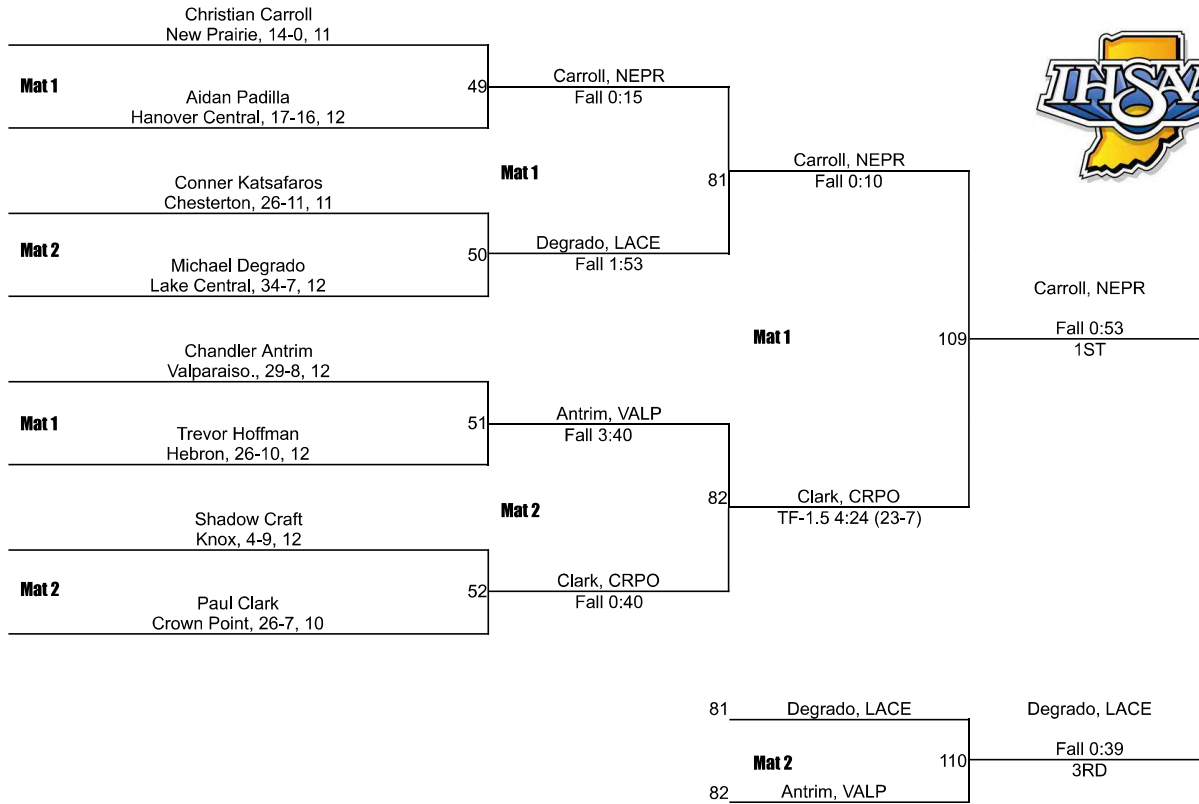 Christian Carroll
New Prairie, 14-0, 11
Mat 1
Aidan Padilla
Hanover Central, 17-16, 12
49
Carroll, NEPR
Fall 0:15
IHSAA
Conner Katsafaros
Chesterton, 26-11, 11
Mat 1
81
Carroll, NEPR
Fall 0:10
Mat 2
Michael Degrado
Lake Central, 34-7, 12
50
Degrado, LACE
Fall 1:53
Mat 1
109
Carroll, NEPR
Fall 0:53
1ST
Chandler Antrim
Valparaiso., 29-8, 12
Mat 1
Trevor Hoffman
Hebron, 26-10, 12
51
Antrim, VALP
Fall 3:40
Shadow Craft
Knox, 4-9, 12
Mat 2
82
Clark, CRPO
TF-1.5 4:24 (23-7)
Mat 2
Paul Clark
Crown Point, 26-7, 10
52
Clark, CRPO
Fall 0:40
81
Degrado, LACE
Mat 2
82
Antrim, VALP
110
Degrado, LACE
Fall 0:39
3RD